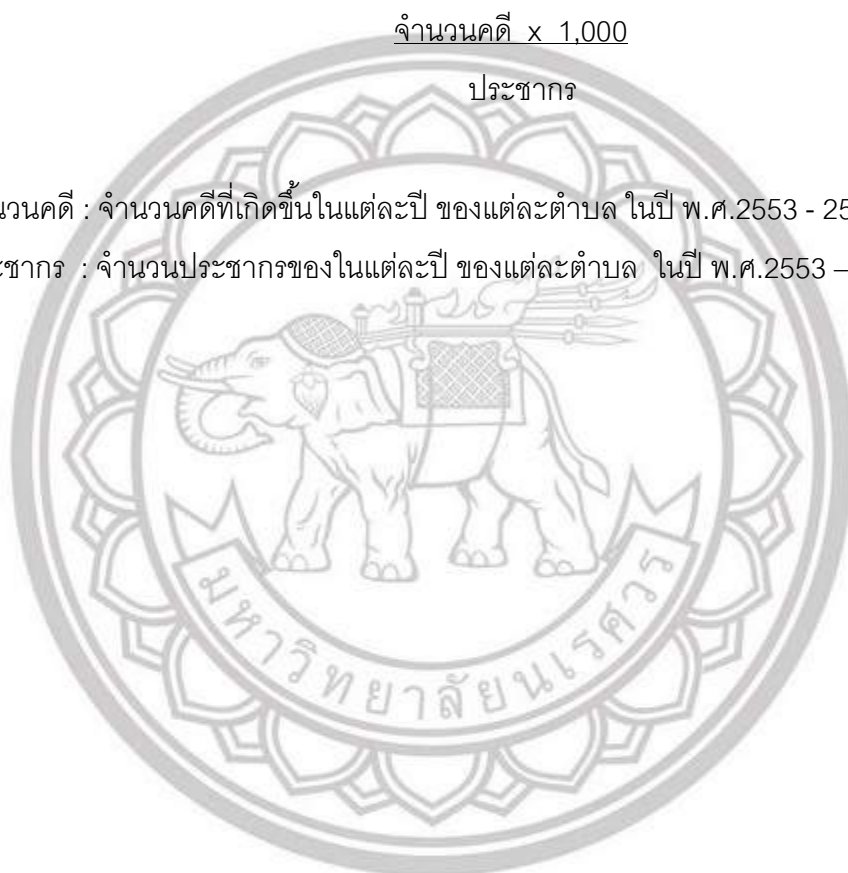 จำนวนคดี x 1,000
ประชากร
นวนคดี : จำนวนคดีที่เกิดขึ้นในแต่ละปี ของแต่ละตำบล ในปี พ.ศ.2553 - 25
ชากร : จำนวนประชากรของในแต่ละปี ของแต่ละตำบล ในปี พ.ศ.2553 –
มหาวิทยาลัยนเรศวร